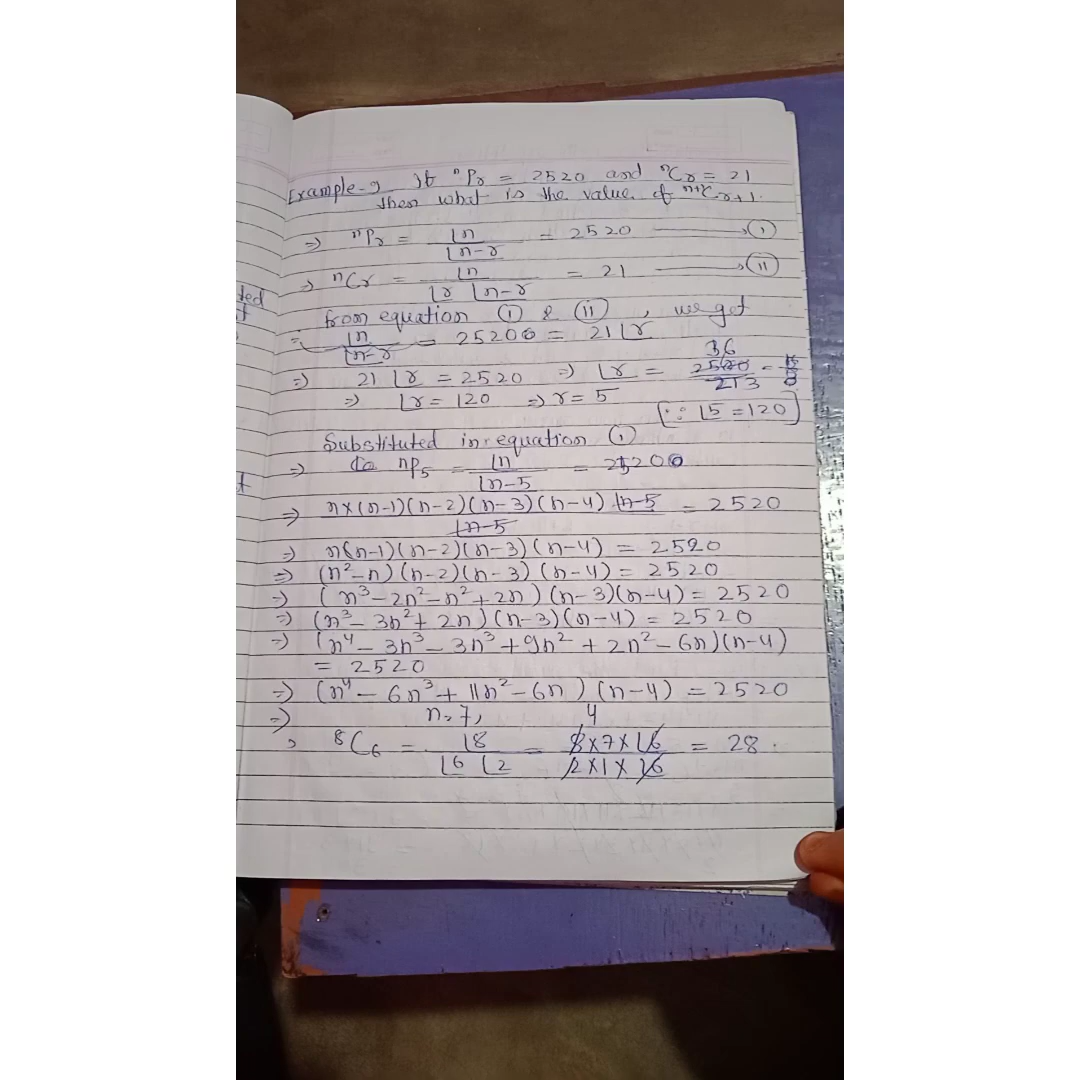 Example-9 If ⁿPr = 2520 and ⁿCr = 21
then what is the value of ⁿ⁺¹Cr+1.
⇒ ⁿPr = |n / |n-r = 2520 → (i)
⇒ ⁿCr = |n / |r |n-r = 21 → (ii)
from equation (i) & (ii), we get
|n / |n-r = 2520 = 21 |r
⇒ 21 |r = 2520 ⇒ |r = 2520 / 21
⇒ |r = 120 ⇒ r = 5 [∵ |5 = 120]
Substituted in equation (i)
⇒ nP5 = |n / |n-5 = 2520
⇒ n×(n-1)(n-2)(n-3)(n-4) |n-5 / |n-5 = 2520
⇒ n(n-1)(n-2)(n-3)(n-4) = 2520
⇒ (n²-n)(n-2)(n-3)(n-4) = 2520
⇒ (n³-2n²-n²+2n)(n-3)(n-4) = 2520
⇒ (n³-3n²+2n)(n-3)(n-4) = 2520
⇒ (n⁴-3n³-3n³+9n²+2n²-6n)(n-4)
= 2520
⇒ (n⁴-6n³+11n²-6n)(n-4) = 2520
⇒ n=7,
⁸C6 = |8 / |6 |2 = 8×7×|6 / 2×1×|6 = 28.
ted